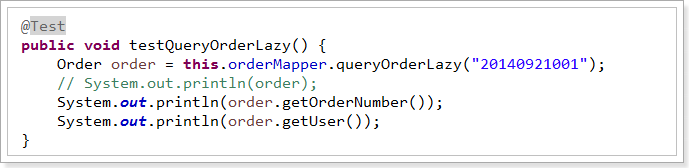 @Test
public void testQueryOrderLazy() {
    Order order = this.orderMapper.queryOrderLazy("20140921001");
    // System.out.println(order);
    System.out.println(order.getOrderNumber());
    System.out.println(order.getUser());
}